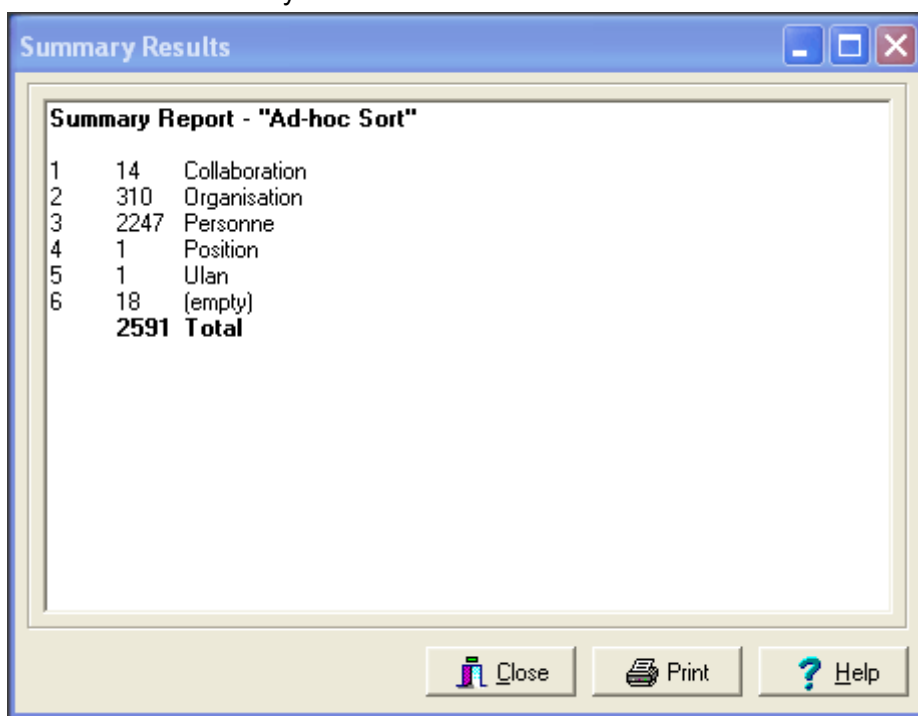 Summary Results
Summary Report - "Ad-hoc Sort"
1 14 Collaboration
2 310 Organisation
3 2247 Personne
4 1 Position
5 1 Ulan
6 18 (empty)
2591 Total
Close Print Help